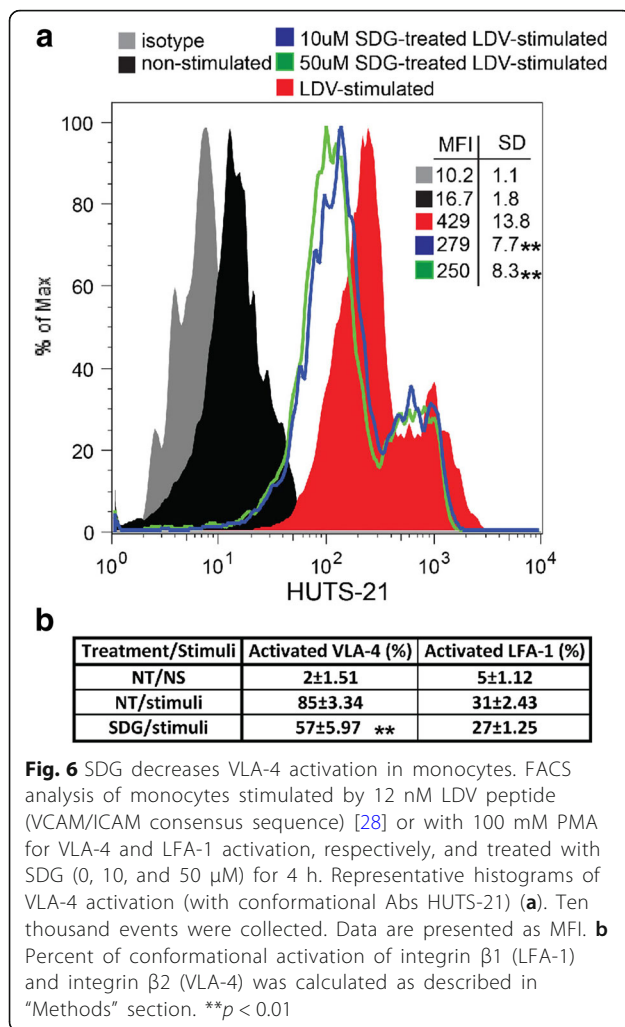 a
isotype
non-stimulated
10uM SDG-treated LDV-stimulated
50uM SDG-treated LDV-stimulated
LDV-stimulated
MFI SD
10.2 1.1
16.7 1.8
429 13.8
279 7.7**
250 8.3**
100
80
60
40
20
0
% of Max
10^0 10^1 10^2 10^3 10^4
HUTS-21
b
Treatment/Stimuli Activated VLA-4 (%) Activated LFA-1 (%)
NT/NS 2±1.51 5±1.12
NT/stimuli 85±3.34 31±2.43
SDG/stimuli 57±5.97 ** 27±1.25
Fig. 6 SDG decreases VLA-4 activation in monocytes. FACS
analysis of monocytes stimulated by 12 nM LDV peptide
(VCAM/ICAM consensus sequence) [28] or with 100 mM PMA
for VLA-4 and LFA-1 activation, respectively, and treated with
SDG (0, 10, and 50 μM) for 4 h. Representative histograms of
VLA-4 activation (with conformational Abs HUTS-21) (a). Ten
thousand events were collected. Data are presented as MFI. b
Percent of conformational activation of integrin β1 (LFA-1)
and integrin β2 (VLA-4) was calculated as described in
“Methods” section. **p < 0.01